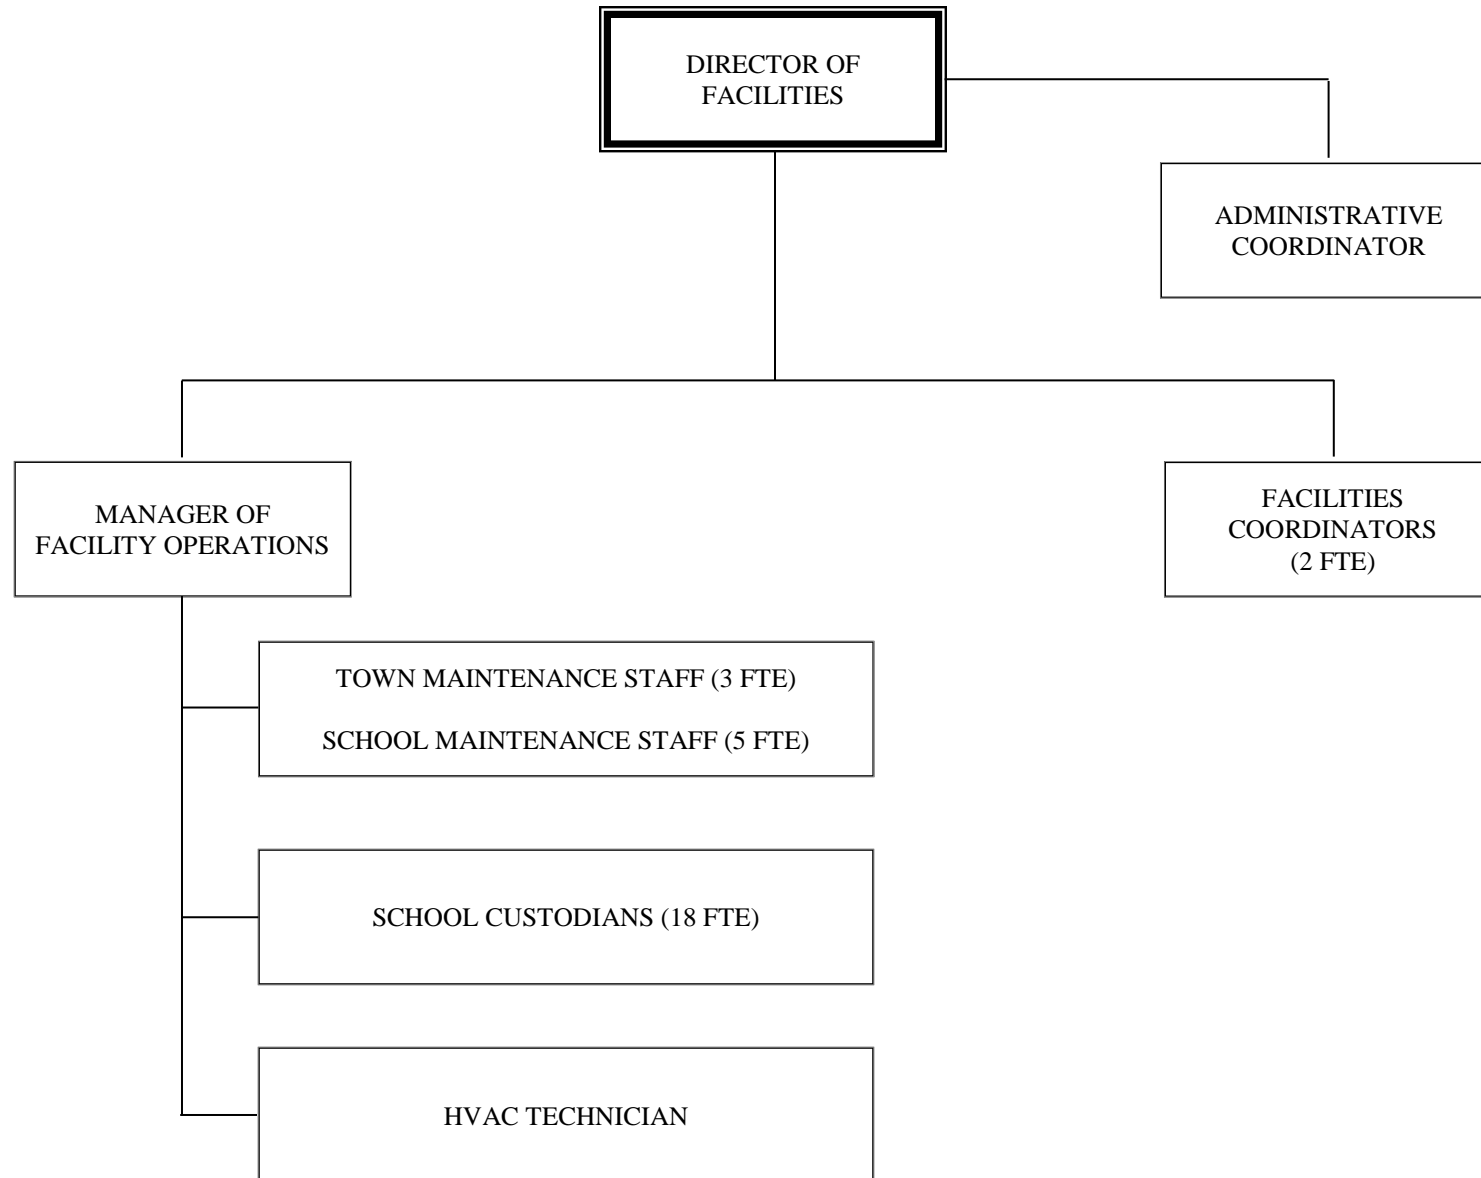 DIRECTOR OF
FACILITIES
ADMINISTRATIVE
COORDINATOR
MANAGER OF
FACILITY OPERATIONS
FACILITIES
COORDINATORS
(2 FTE)
TOWN MAINTENANCE STAFF (3 FTE)
SCHOOL MAINTENANCE STAFF (5 FTE)
SCHOOL CUSTODIANS (18 FTE)
HVAC TECHNICIAN